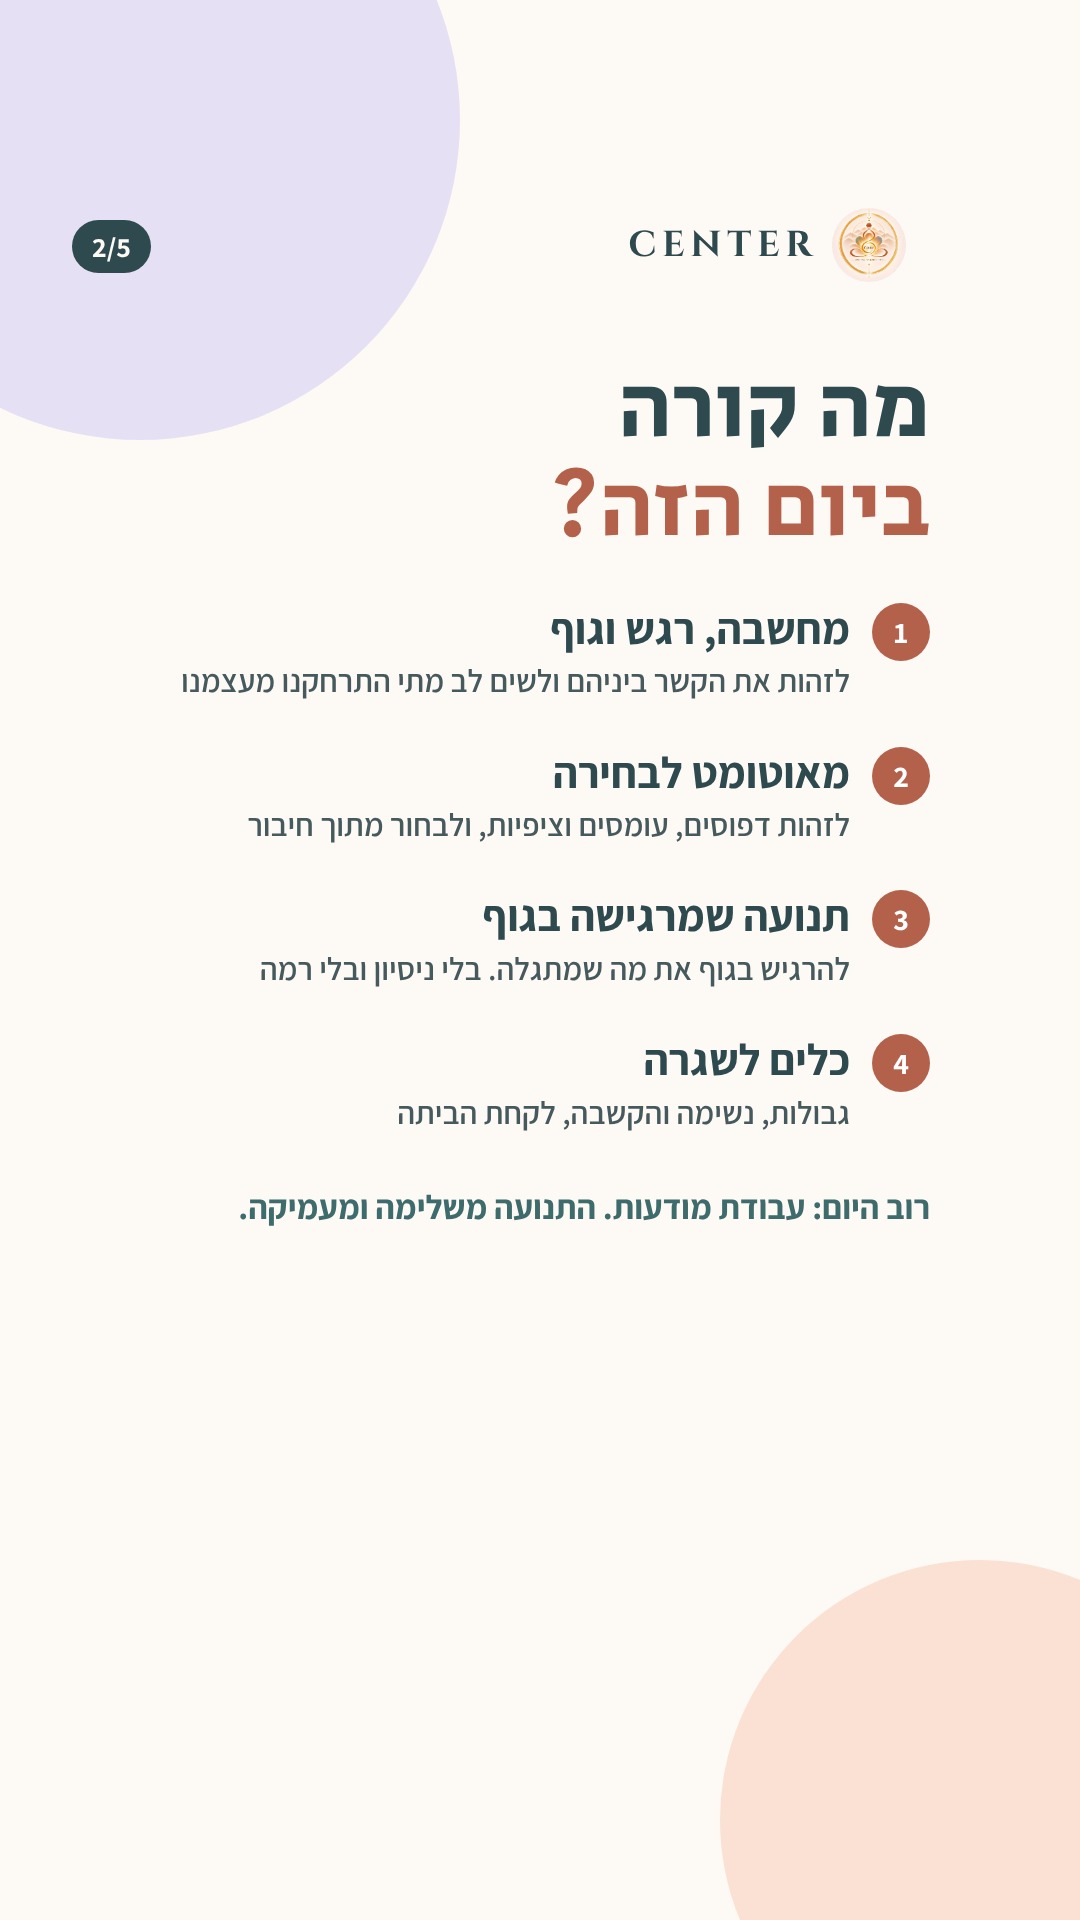 CENTER
2/5
מה קורה
ביום הזה?
1
מחשבה, רגש וגוף
לזהות את הקשר ביניהם ולשים לב מתי התרחקנו מעצמנו
2
מאוטומט לבחירה
לזהות דפוסים, עומסים וציפיות, ולבחור מתוך חיבור
3
תנועה שמרגישה בגוף
להרגיש בגוף את מה שמתגלה. בלי ניסיון ובלי רמה
4
כלים לשגרה
גבולות, נשימה והקשבה, לקחת הביתה
רוב היום: עבודת מודעות. התנועה משלימה ומעמיקה.